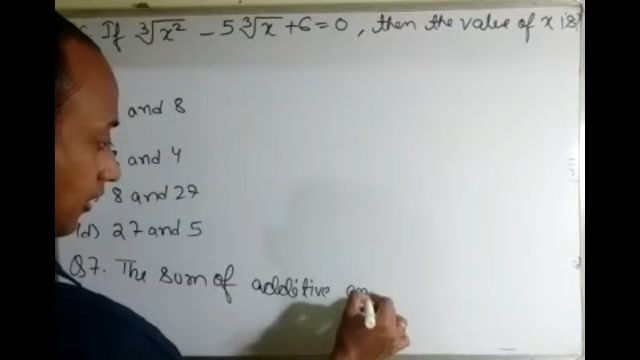 If ∛x² - 5∛x + 6 = 0, then the value of x is
and 8
and 4
8 and 27
(d) 27 and 5
Q7. The sum of additive